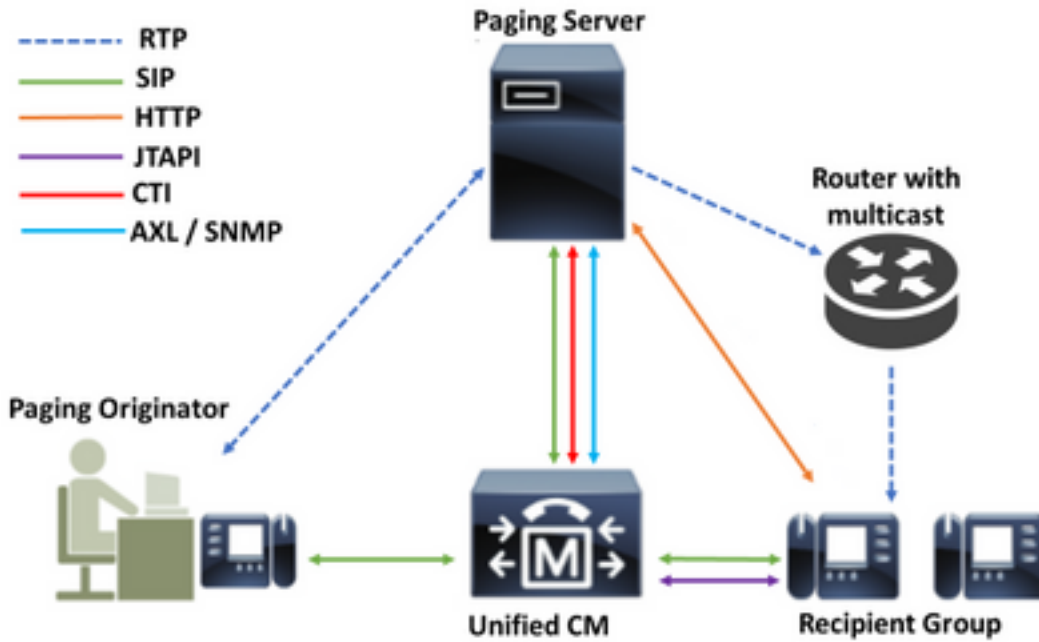 Paging Server
RTP
SIP
HTTP
JTAPI
CTI
AXL / SNMP
Router with
multicast
Paging Originator
M
Unified CM
Recipient Group